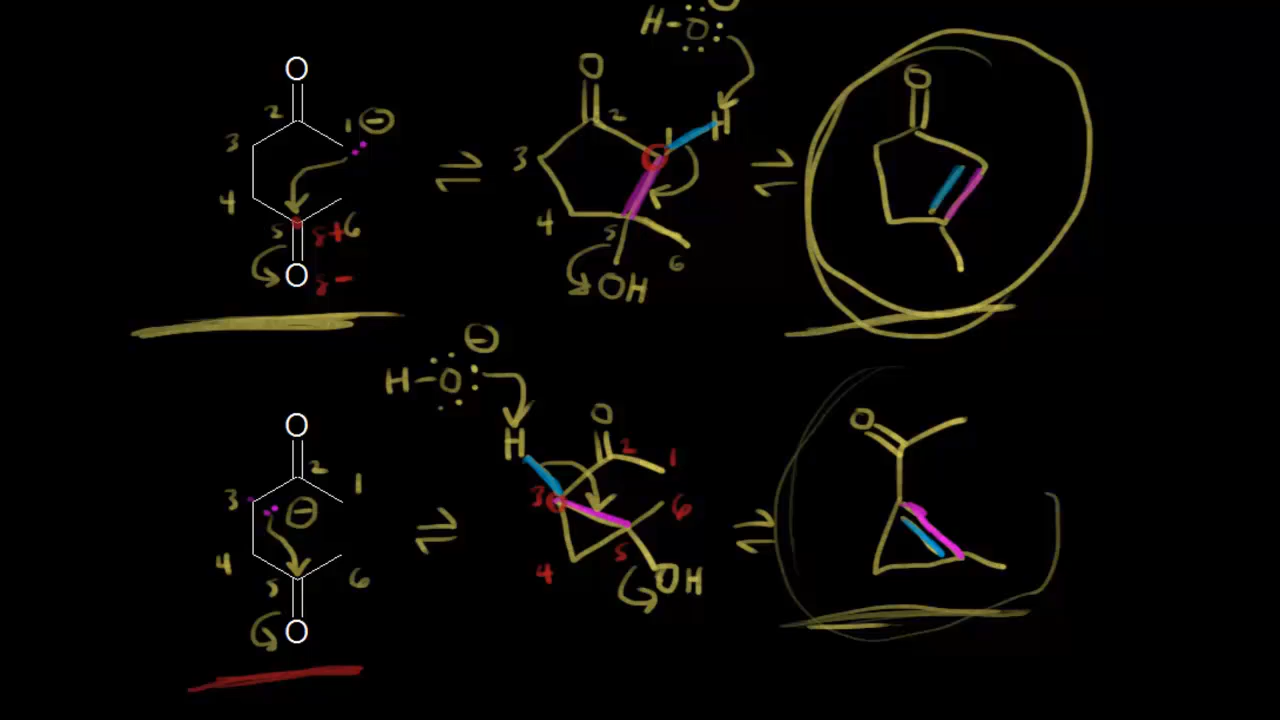 H-O:
O O H O
2 1 ⊖ 2 1
3 3
4 4
5 δ+ 6 5
6
O δ- OH
⊖
H-O:
O H O O
2 2 1
3 1 3 6
⊖
4 5 6 4 5
O OH